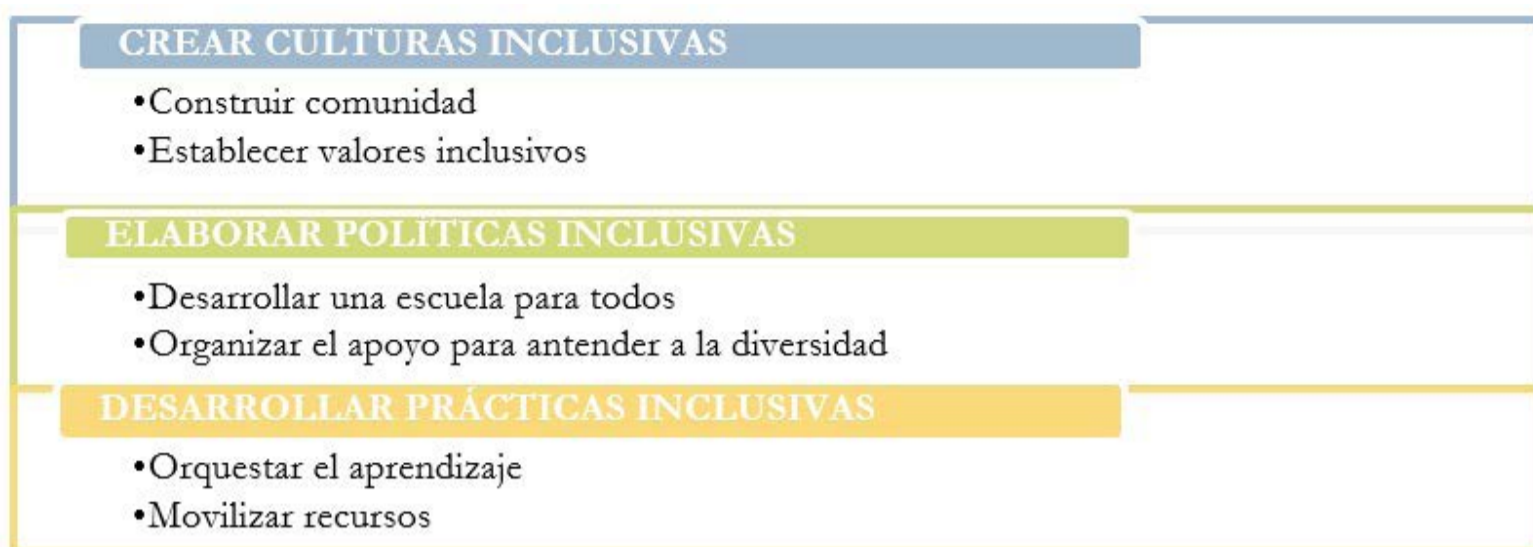 CREAR CULTURAS INCLUSIVAS
•Construir comunidad
•Establecer valores inclusivos
ELABORAR POLÍTICAS INCLUSIVAS
•Desarrollar una escuela para todos
•Organizar el apoyo para antender a la diversidad
DESARROLLAR PRÁCTICAS INCLUSIVAS
•Orquestar el aprendizaje
•Movilizar recursos